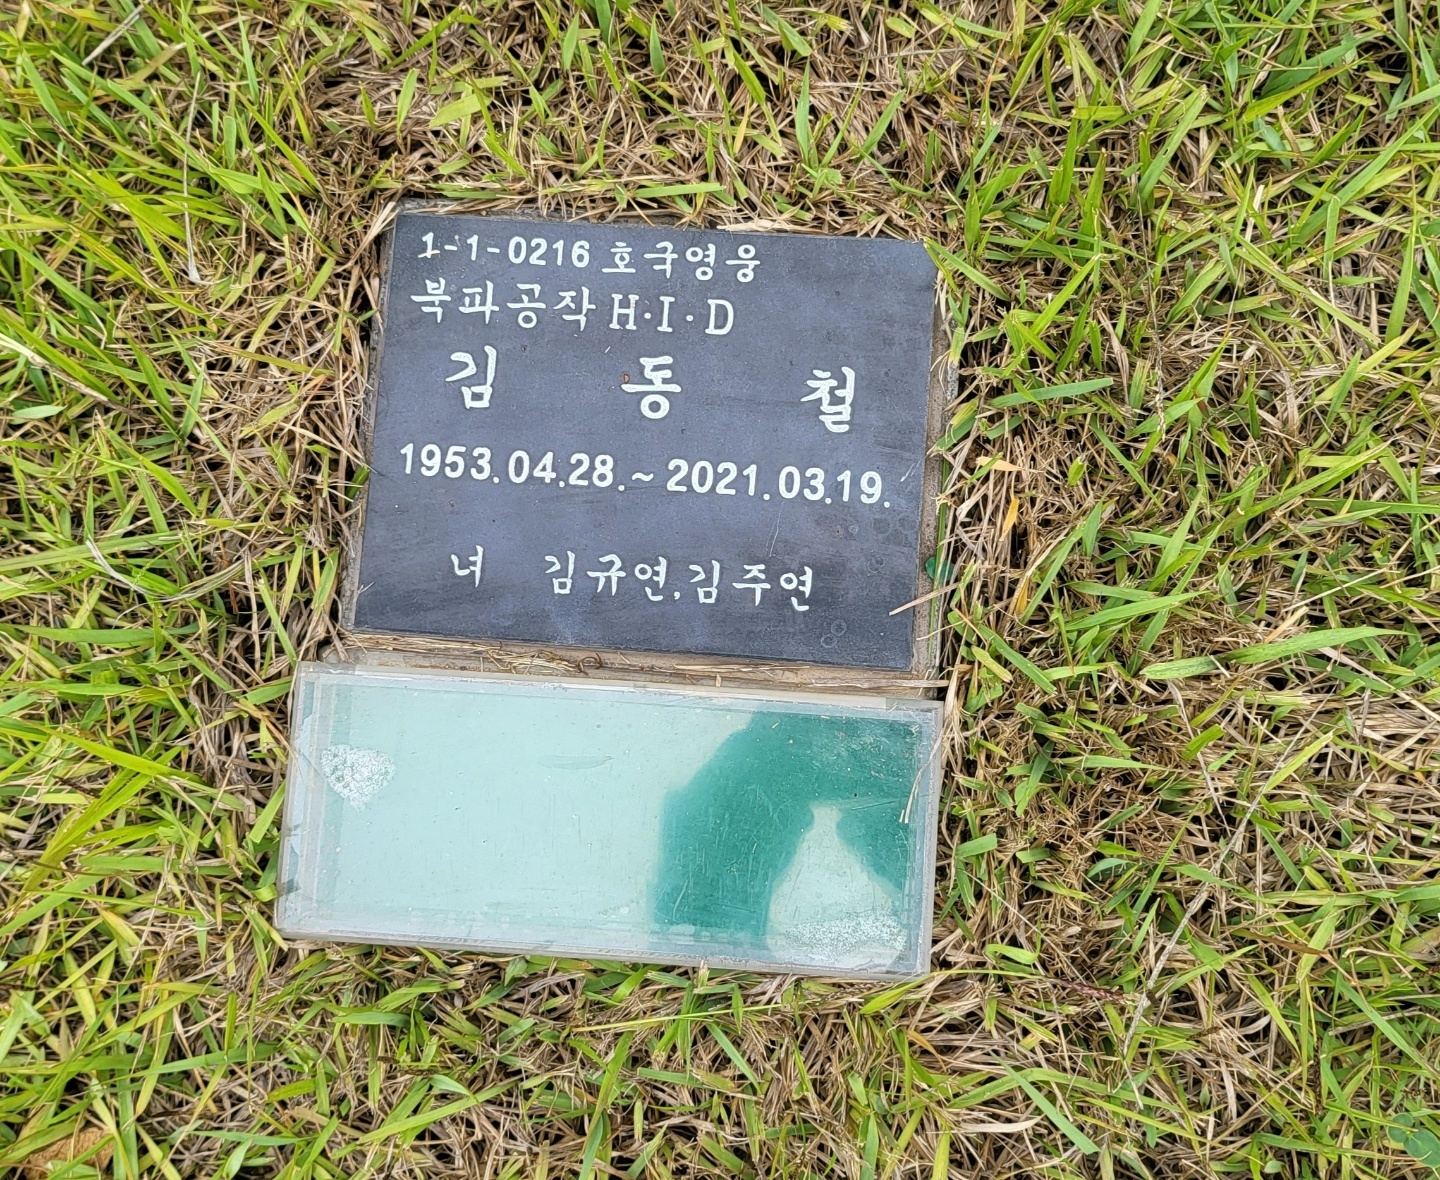 1-1-0216 호국영웅
북파공작 H·I·D
김 동 철
1953.04.28.~2021.03.19.
녀 김규연,김주연